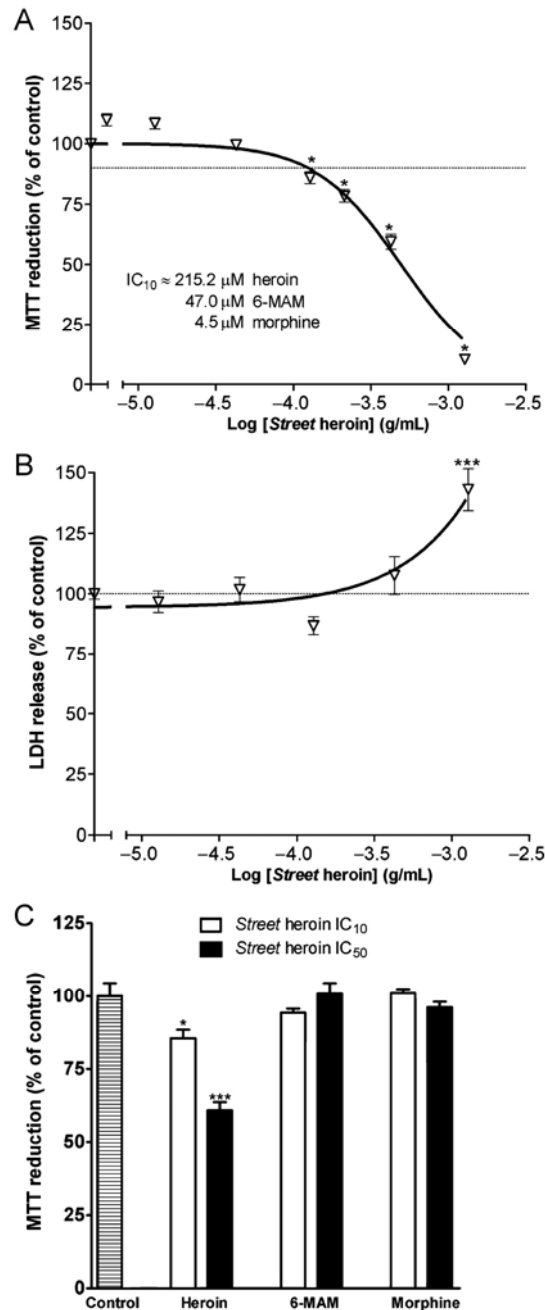 A
MTT reduction (% of control)
150
125
100
75
50
25
0
*
*
*
*
IC10 ≈ 215.2 μM heroin
47.0 μM 6-MAM
4.5 μM morphine
–5.0 –4.5 –4.0 –3.5 –3.0 –2.5
Log [Street heroin] (g/mL)
B
LDH release (% of control)
150
125
100
75
50
25
0
***
–5.0 –4.5 –4.0 –3.5 –3.0 –2.5
Log [Street heroin] (g/mL)
C
MTT reduction (% of control)
125
100
75
50
25
0
Street heroin IC10
Street heroin IC50
*
***
Control Heroin 6-MAM Morphine